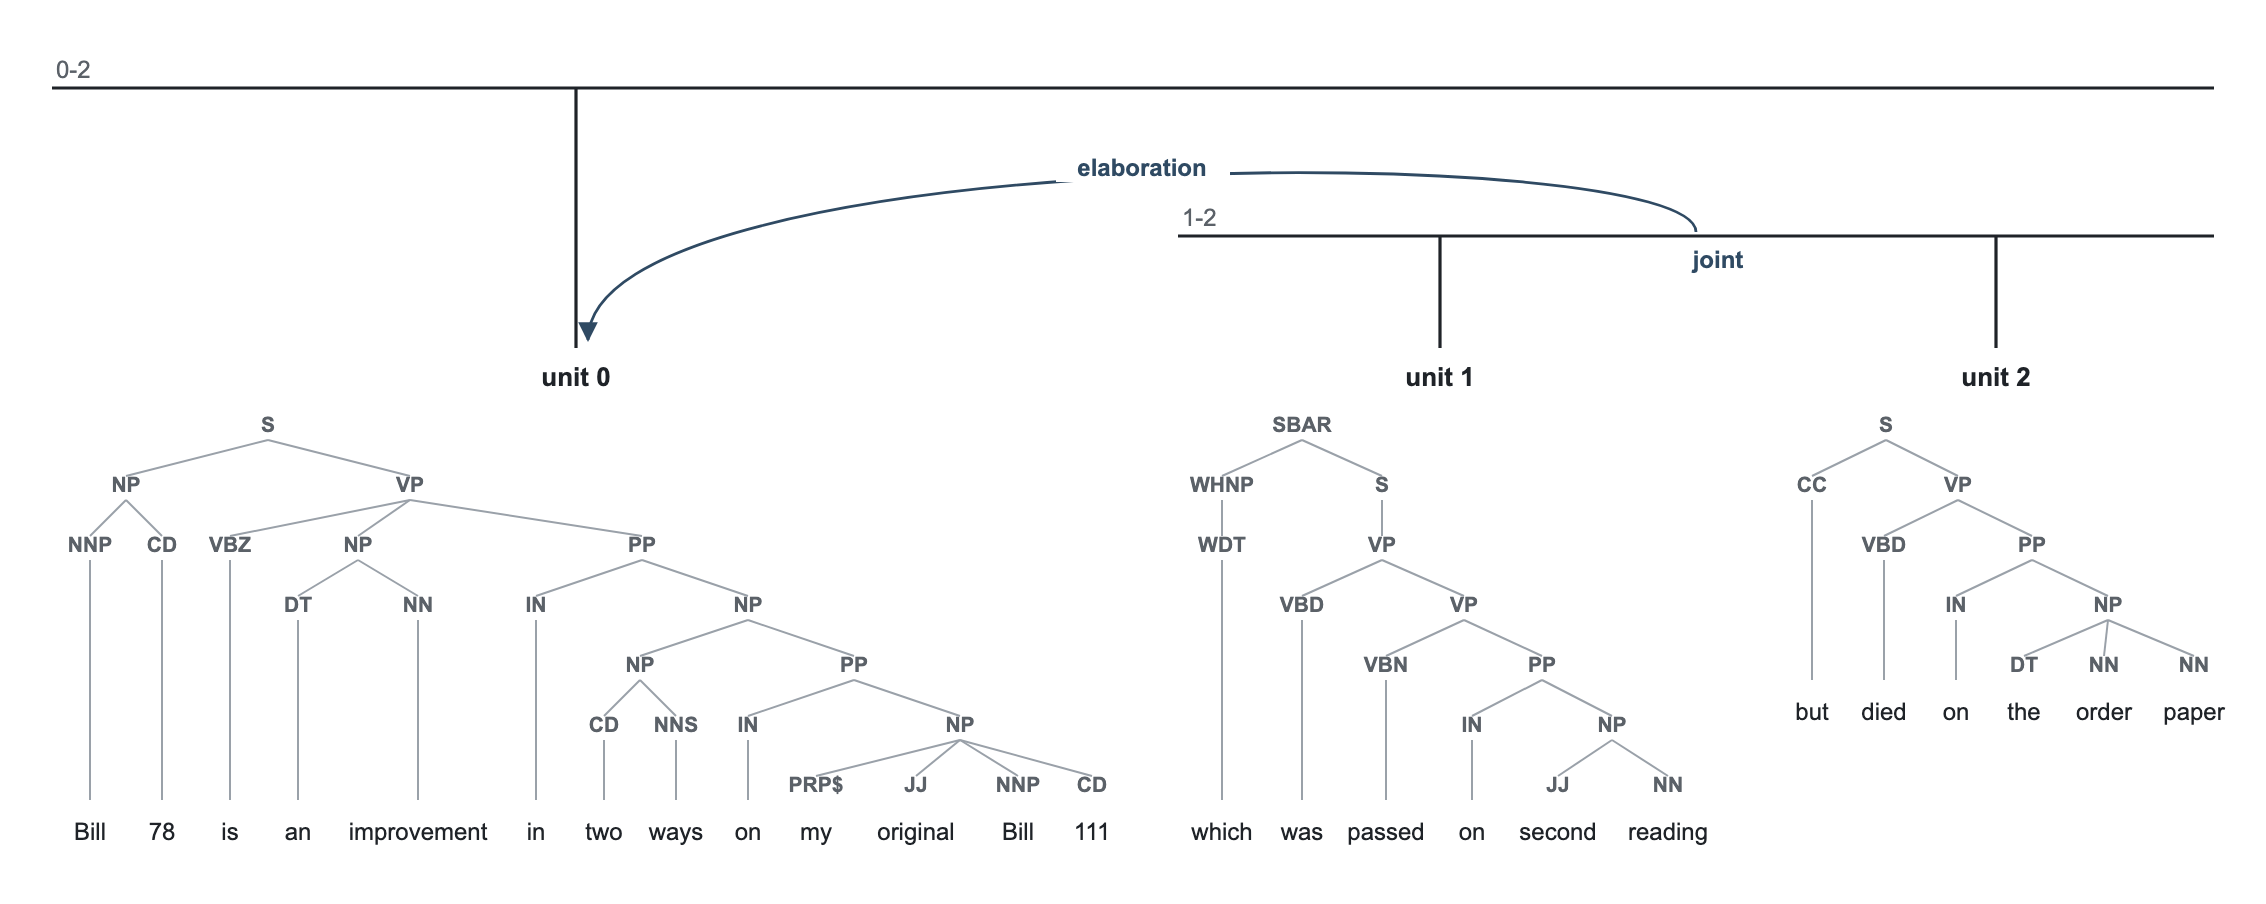 0-2
elaboration
1-2
joint
unit 0 unit 1 unit 2
S SBAR S
NP VP WHNP S CC VP
NNP CD VBZ NP PP WDT VP VBD PP
DT NN IN NP VBD VP IN NP
NP PP VBN PP DT NN NN
but died on the order paper
CD NNS IN NP IN NP
PRP$ JJ NNP CD JJ NN
Bill 78 is an improvement in two ways on my original Bill 111 which was passed on second reading